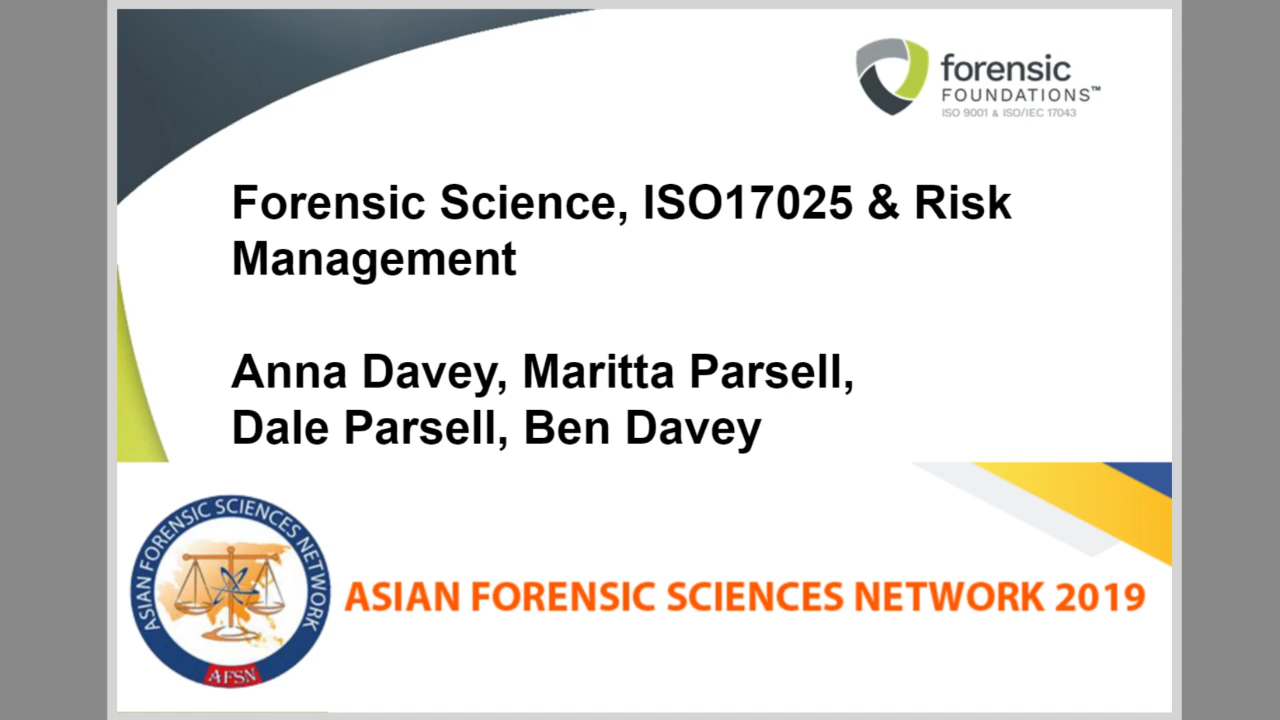 forensic
FOUNDATIONS™
ISO 9001 & ISO/IEC 17043
Forensic Science, ISO17025 & Risk
Management
Anna Davey, Maritta Parsell,
Dale Parsell, Ben Davey
ASIAN FORENSIC SCIENCES NETWORK
AFSN
ASIAN FORENSIC SCIENCES NETWORK 2019